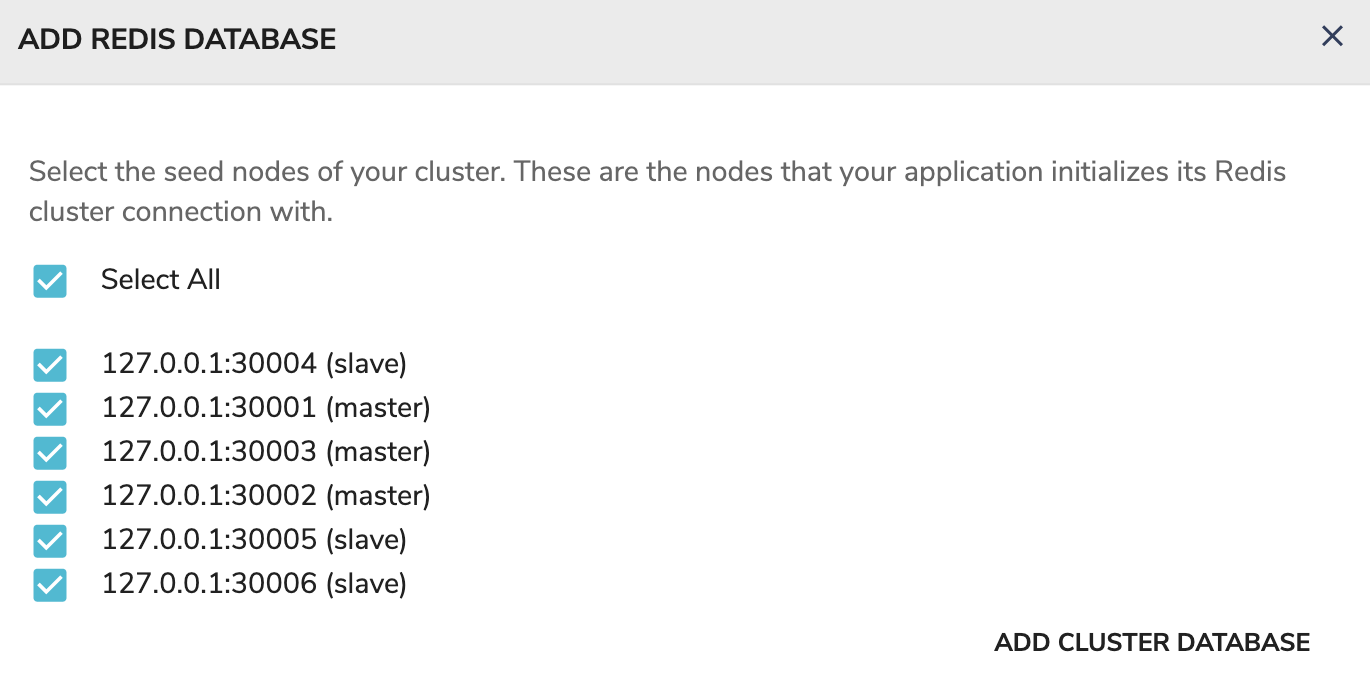 ADD REDIS DATABASE
Select the seed nodes of your cluster. These are the nodes that your application initializes its Redis
cluster connection with.
Select All
127.0.0.1:30004 (slave)
127.0.0.1:30001 (master)
127.0.0.1:30003 (master)
127.0.0.1:30002 (master)
127.0.0.1:30005 (slave)
127.0.0.1:30006 (slave)
ADD CLUSTER DATABASE